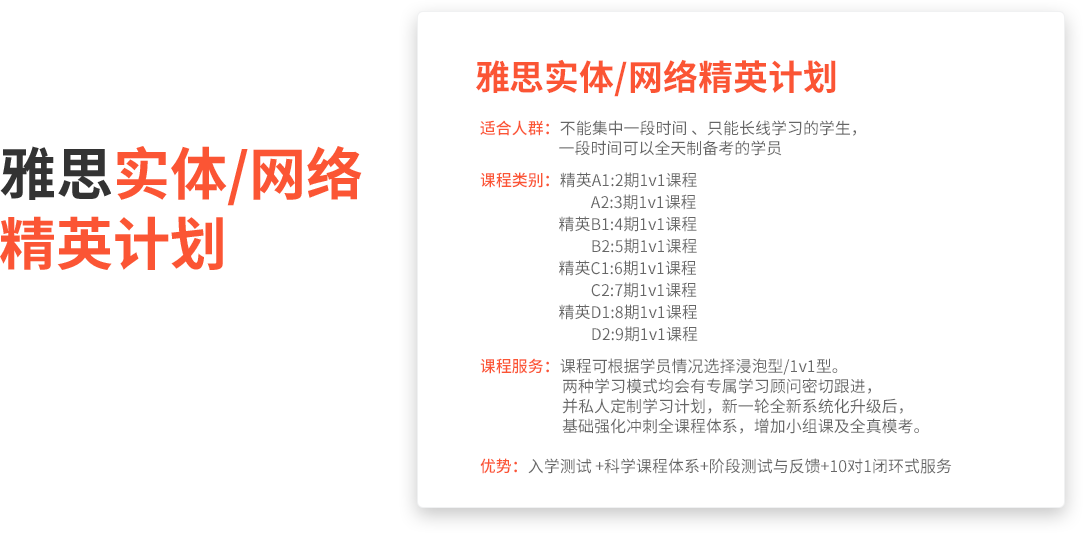 雅思实体/网络
精英计划
雅思实体/网络精英计划
适合人群：不能集中一段时间 、只能长线学习的学生，
一段时间可以全天制备考的学员
课程类别：精英A1:2期1v1课程
A2:3期1v1课程
精英B1:4期1v1课程
B2:5期1v1课程
精英C1:6期1v1课程
C2:7期1v1课程
精英D1:8期1v1课程
D2:9期1v1课程
课程服务：课程可根据学员情况选择浸泡型/1v1型。
两种学习模式均会有专属学习顾问密切跟进，
并私人定制学习计划，新一轮全新系统化升级后，
基础强化冲刺全课程体系，增加小组课及全真模考。
优势：入学测试 +科学课程体系+阶段测试与反馈+10对1闭环式服务